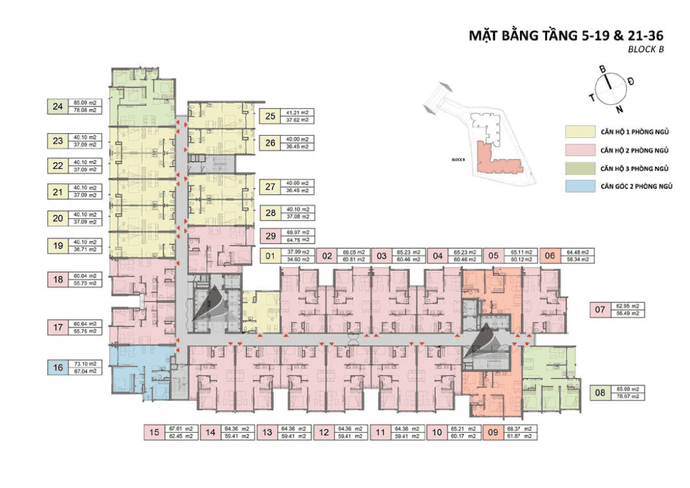 MẶT BẰNG TẦNG 5-19 & 21-36
BLOCK B
B
Đ
T
N
BLOCK B
CĂN HỘ 1 PHÒNG NGỦ
CĂN HỘ 2 PHÒNG NGỦ
CĂN HỘ 3 PHÒNG NGỦ
CĂN GÓC 2 PHÒNG NGỦ
24 85.09 m2
78.08 m2
23 40.10 m2
37.09 m2
22 40.10 m2
37.09 m2
21 40.10 m2
37.09 m2
20 40.10 m2
37.09 m2
19 40.10 m2
36.71 m2
18 60.64 m2
55.75 m2
17 60.64 m2
55.75 m2
16 73.10 m2
67.04 m2
25 41.21 m2
37.62 m2
26 40.00 m2
36.45 m2
27 40.00 m2
36.45 m2
28 40.10 m2
37.08 m2
29 69.97 m2
64.75 m2
01 37.99 m2
34.60 m2
02 66.05 m2
60.81 m2
03 65.23 m2
60.46 m2
04 65.23 m2
60.46 m2
05 65.11 m2
60.12 m2
06 64.48 m2
58.34 m2
07 62.95 m2
56.49 m2
08 85.88 m2
78.97 m2
15 67.61 m2
62.45 m2
14 64.36 m2
59.41 m2
13 64.36 m2
59.41 m2
12 64.36 m2
59.41 m2
11 64.36 m2
59.41 m2
10 65.21 m2
60.17 m2
09 68.37 m2
61.87 m2